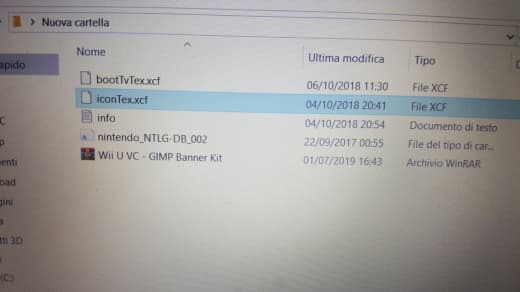 > Nuova cartella
apido
Nome
Ultima modifica
Tipo
D
bootTvTex.xcf 06/10/2018 11:30 File XCF
iconTex.xcf 04/10/2018 20:41 File XCF
info 04/10/2018 20:54 Documento di testo
nintendo_NTLG-DB_002 22/09/2017 00:55 File del tipo di car...
Wii U VC - GIMP Banner Kit 01/07/2019 16:43 Archivio WinRAR
C
p
nenti
load
gini
a
tti 3D
o
(C:)